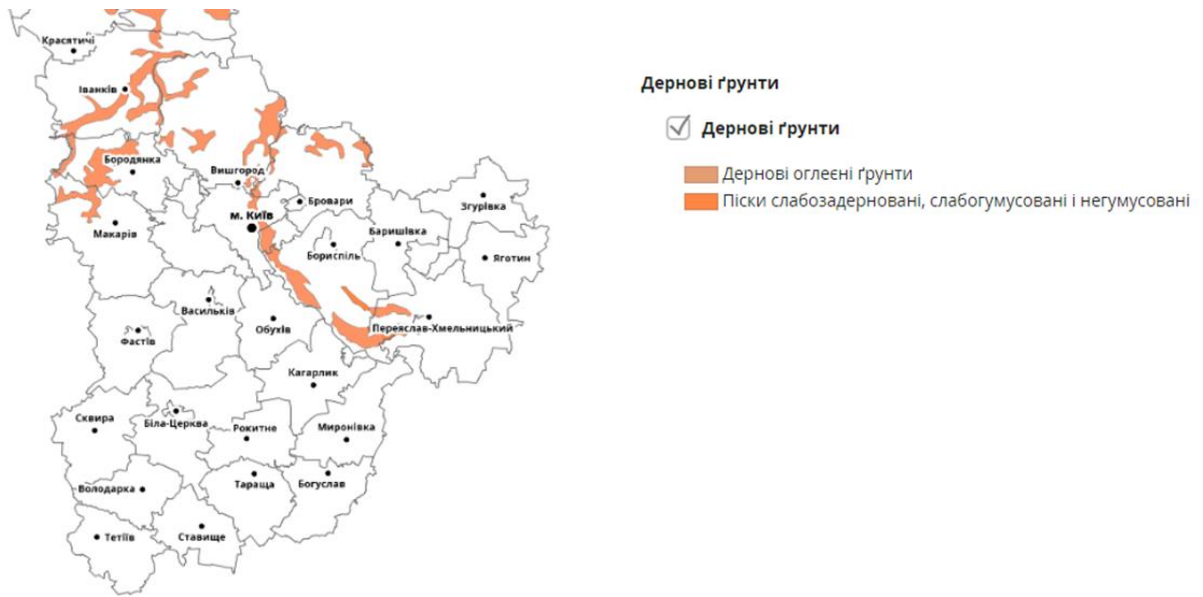 Красятичі
Іванків
Бородянка
Вишгород
Бровари
м. Київ
Макарів
Згурівка
Баришівка
Бориспіль
Яготин
Васильків
Обухів
Переяслав-Хмельницький
Фастів
Кагарлик
Сквира
Біла-Церква
Рокитне
Миронівка
Володарка
Тараща
Богуслав
Тетіїв
Ставище
Дернові ґрунти
Дернові ґрунти
Дернові оглеєні ґрунти
Піски слабозадерновані, слабогумусовані і негумусовані